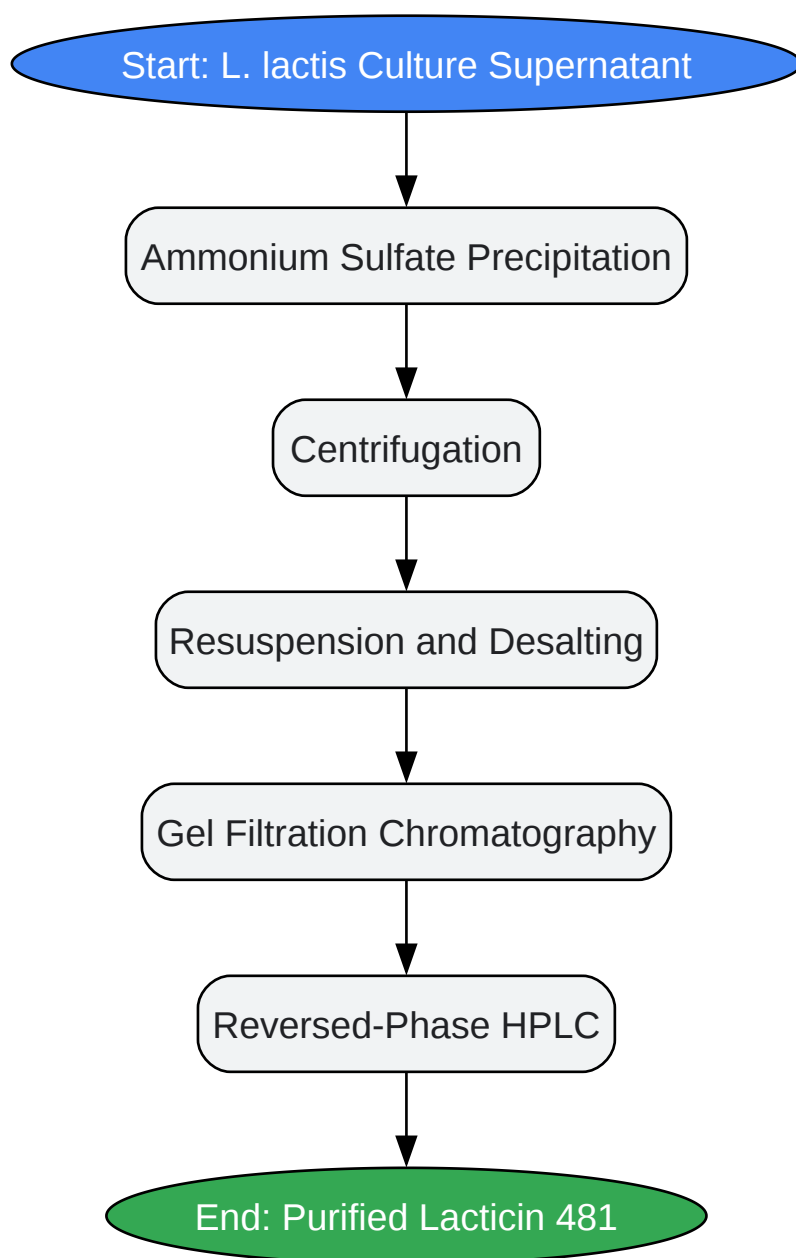 Start: L. lactis Culture Supernatant
Ammonium Sulfate Precipitation
Centrifugation
Resuspension and Desalting
Gel Filtration Chromatography
Reversed-Phase HPLC
End: Purified Lacticin 481